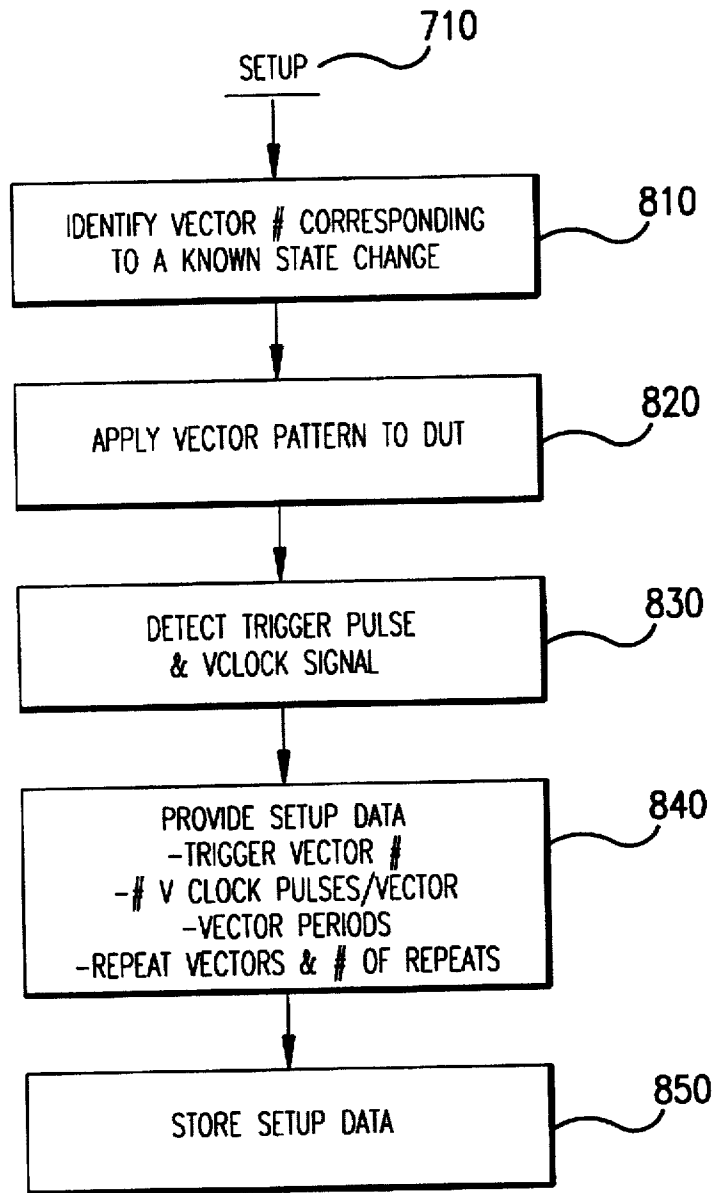 710
SETUP
IDENTIFY VECTOR # CORRESPONDING
TO A KNOWN STATE CHANGE
810
APPLY VECTOR PATTERN TO DUT
820
DETECT TRIGGER PULSE
& VCLOCK SIGNAL
830
PROVIDE SETUP DATA
-TRIGGER VECTOR #
-# V CLOCK PULSES/VECTOR
-VECTOR PERIODS
-REPEAT VECTORS & # OF REPEATS
840
STORE SETUP DATA
850